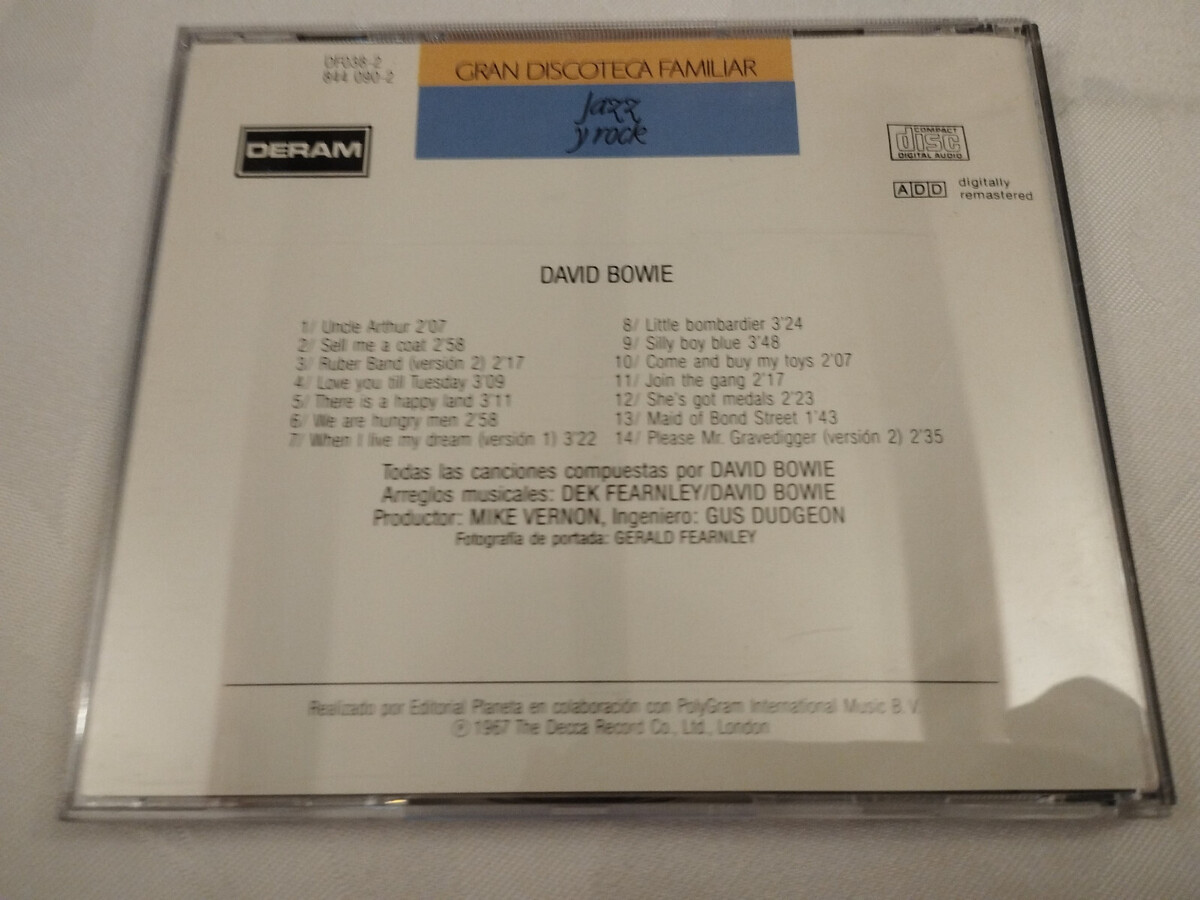 DF038-2
844 090-2
GRAN DISCOTECA FAMILIAR
Jazz
y rock
DERAM
COMPACT
disc
DIGITAL AUDIO
ADD
digitally
remastered
DAVID BOWIE
1/ Uncle Arthur 2'07
2/ Sell me a coat 2'58
3/ Ruber Band (versión 2) 2'17
4/ Love you till Tuesday 3'09
5/ There is a happy land 3'11
6/ We are hungry men 2'58
7/ When I live my dream (versión 1) 3'22
8/ Little bombardier 3'24
9/ Silly boy blue 3'48
10/ Come and buy my toys 2'07
11/ Join the gang 2'17
12/ She's got medals 2'23
13/ Maid of Bond Street 1'43
14/ Please Mr. Gravedigger (versión 2) 2'35
Todas las canciones compuestas por DAVID BOWIE
Arreglos musicales: DEK FEARNLEY/DAVID BOWIE
Productor: MIKE VERNON, Ingeniero: GUS DUDGEON
Fotografía de portada: GERALD FEARNLEY
Realizado por Editorial Planeta en colaboración con PolyGram International Music B.V.
Ⓟ 1967 The Decca Record Co., Ltd., London